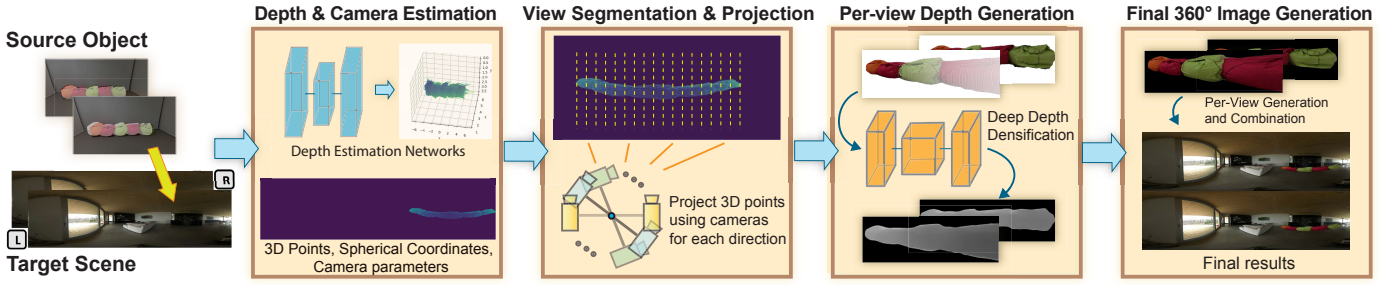 Source Object
R
L
Target Scene
Depth & Camera Estimation
Depth Estimation Networks
3D Points, Spherical Coordinates,
Camera parameters
View Segmentation & Projection
Project 3D points
using cameras
for each direction
Per-view Depth Generation
Deep Depth
Densification
Final 360° Image Generation
Per-View Generation
and Combination
Final results